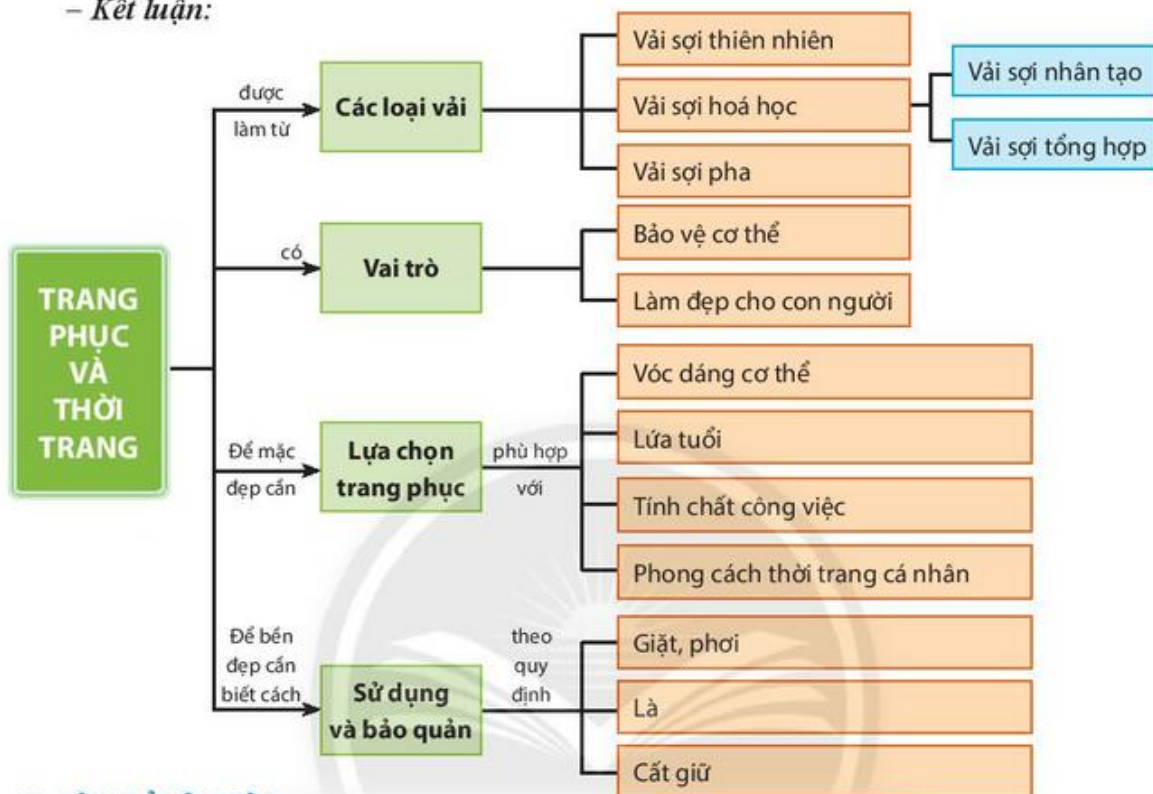 – Kết luận:
TRANG
PHỤC
VÀ
THỜI
TRANG
được
làm từ
Các loại vải
Vải sợi thiên nhiên
Vải sợi hoá học
Vải sợi nhân tạo
Vải sợi tổng hợp
Vải sợi pha
có
Vai trò
Bảo vệ cơ thể
Làm đẹp cho con người
Để mặc
đẹp cần
Lựa chọn
trang phục
phù hợp
với
Vóc dáng cơ thể
Lứa tuổi
Tính chất công việc
Phong cách thời trang cá nhân
Để bền
đẹp cần
biết cách
Sử dụng
và bảo quản
theo
quy
định
Giặt, phơi
Là
Cất giữ